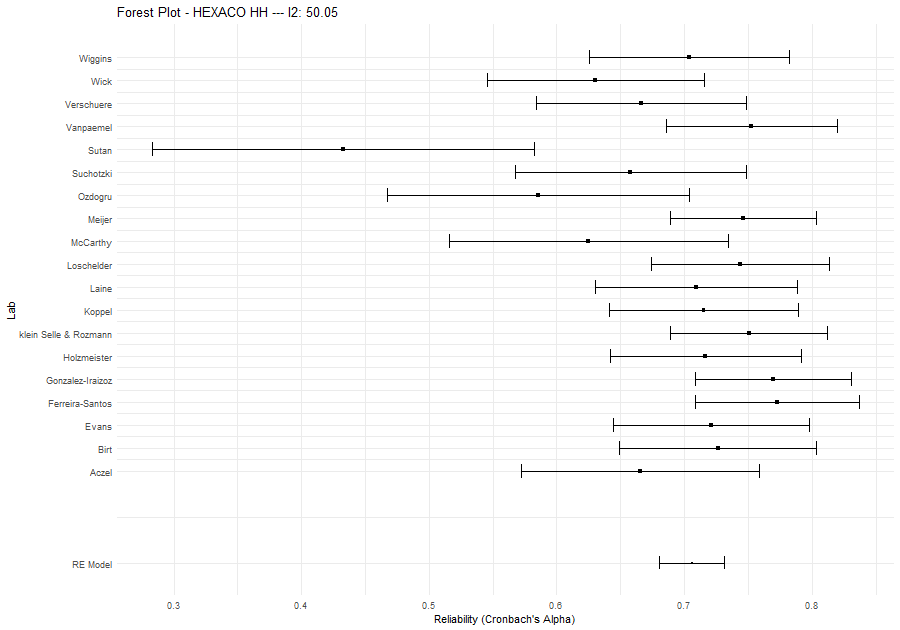 Forest Plot - HEXACO HH --- I2: 50.05
Wiggins
Wick
Verschuere
Vanpaemel
Sutan
Suchotzki
Ozdogru
Meijer
McCarthy
Loschelder
Laine
Koppel
klein Selle & Rozmann
Holzmeister
Gonzalez-Iraizoz
Ferreira-Santos
Evans
Birt
Aczel
RE Model
Lab
0.3 0.4 0.5 0.6 0.7 0.8
Reliability (Cronbach's Alpha)